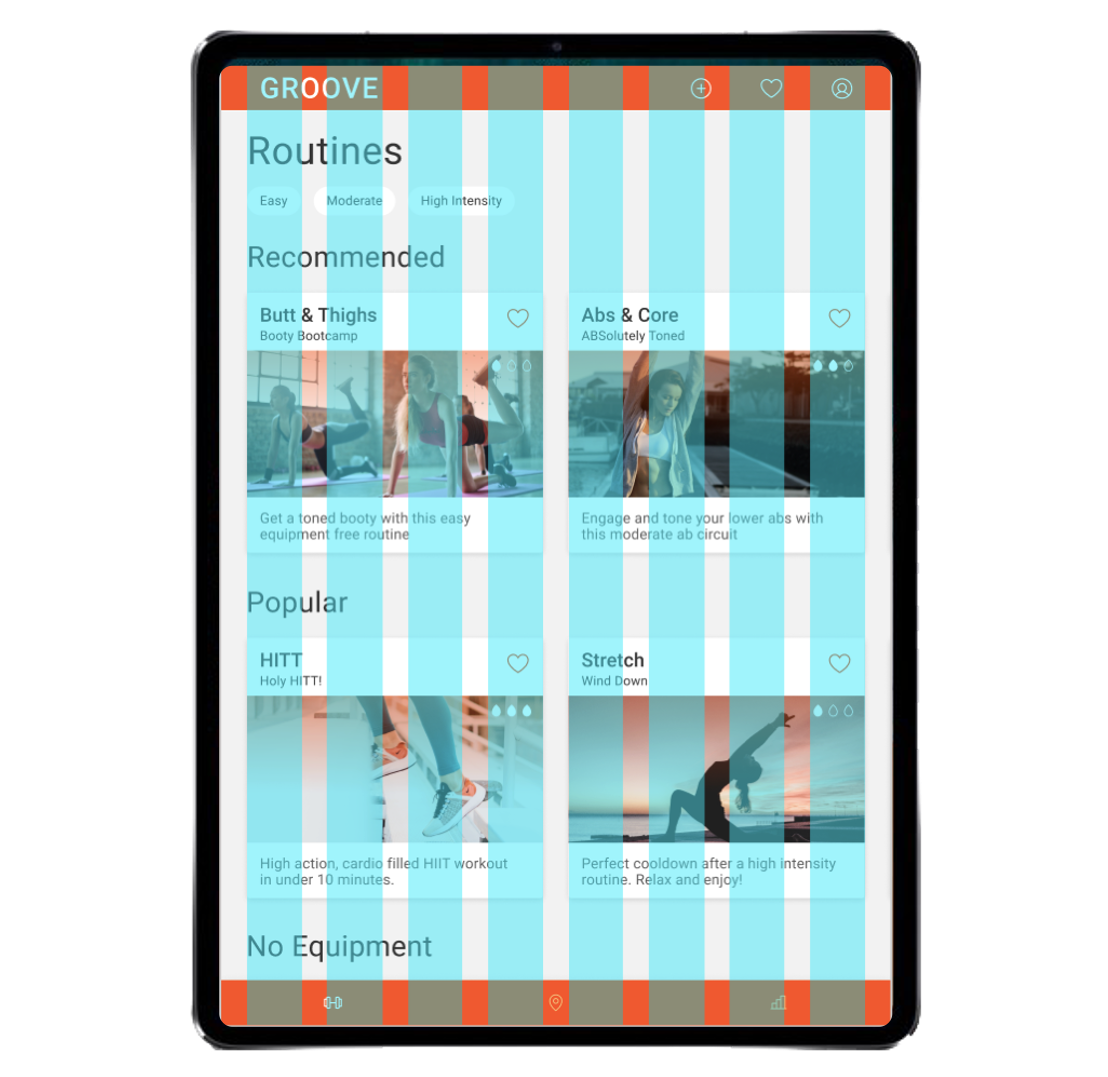 GROOVE
Routines
Easy Moderate High Intensity
Recommended
Butt & Thighs
Booty Bootcamp
Abs & Core
ABSolutely Toned
Get a toned booty with this easy
equipment free routine
Engage and tone your lower abs with
this moderate ab circuit
Popular
HITT
Holy HITT!
Stretch
Wind Down
High action, cardio filled HIIT workout
in under 10 minutes.
Perfect cooldown after a high intensity
routine. Relax and enjoy!
No Equipment